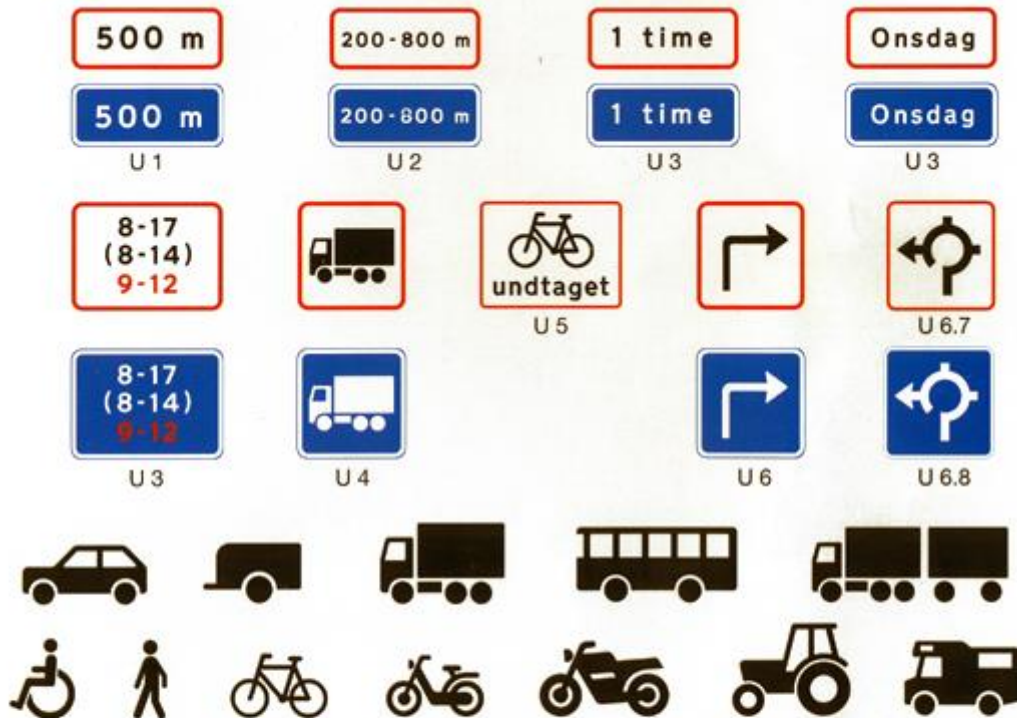 500 m
200-800 m
1 time
Onsdag
500 m
200-800 m
1 time
Onsdag
U 1
U 2
U 3
U 3
8-17
(8-14)
9-12
undtaget
U 5
U 6.7
8-17
(8-14)
9-12
U 3
U 4
U 6
U 6.8